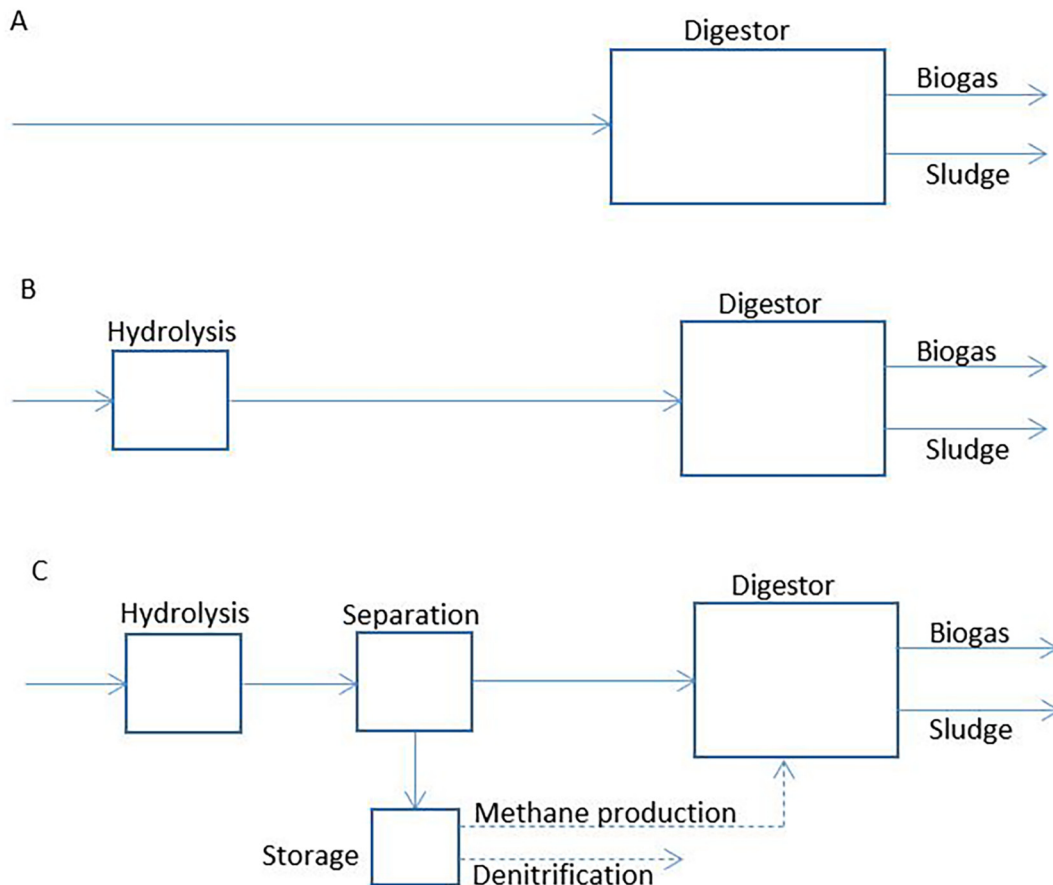 A
Digestor
Biogas
Sludge
B
Hydrolysis
Digestor
Biogas
Sludge
C
Hydrolysis
Separation
Digestor
Biogas
Sludge
Storage
Methane production
Denitrification